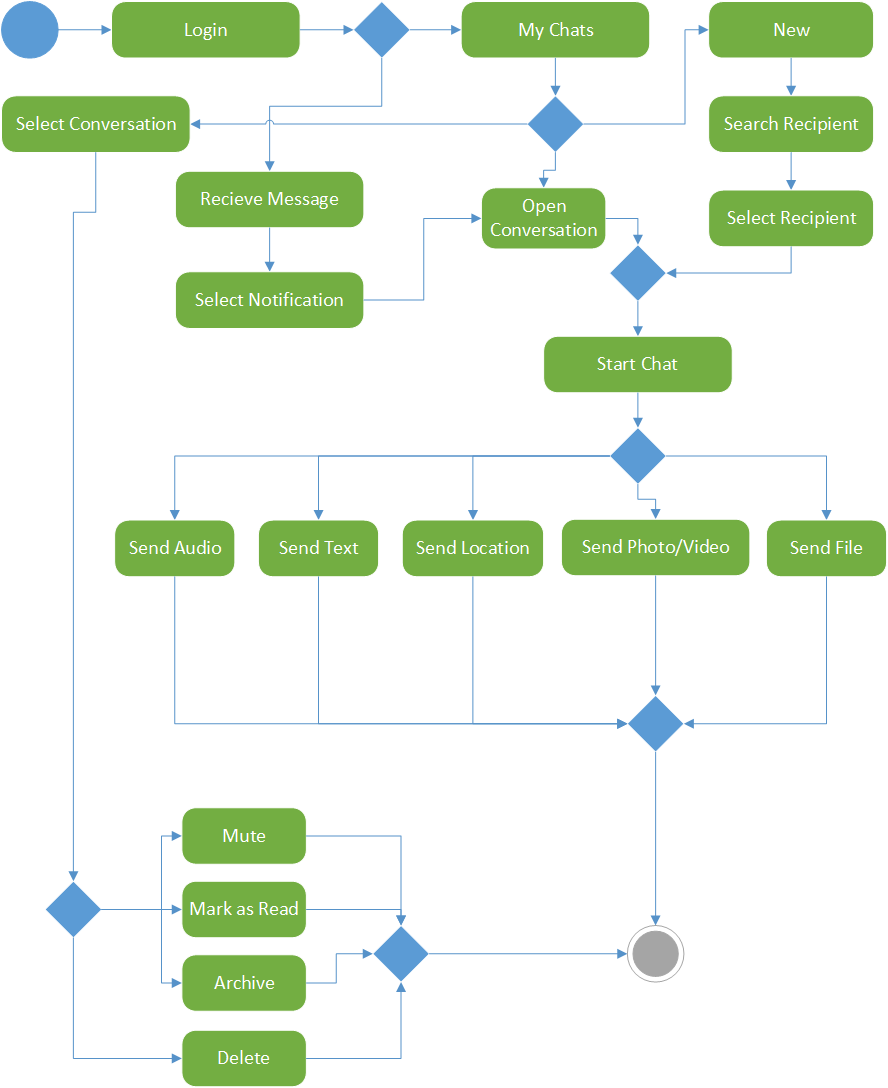 Login
My Chats
New
Select Conversation
Search Recipient
Recieve Message
Open
Conversation
Select Recipient
Select Notification
Start Chat
Send Audio
Send Text
Send Location
Send Photo/Video
Send File
Mute
Mark as Read
Archive
Delete